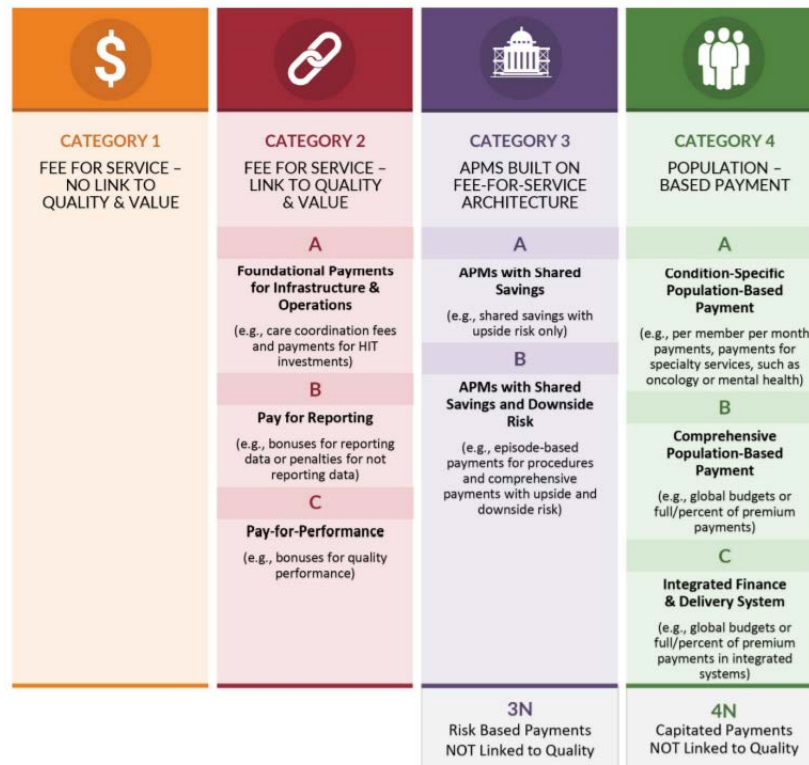 $
CATEGORY 1
FEE FOR SERVICE –
NO LINK TO
QUALITY & VALUE
CATEGORY 2
FEE FOR SERVICE –
LINK TO QUALITY
& VALUE
A
Foundational Payments
for Infrastructure &
Operations
(e.g., care coordination fees
and payments for HIT
investments)
B
Pay for Reporting
(e.g., bonuses for reporting
data or penalties for not
reporting data)
C
Pay-for-Performance
(e.g., bonuses for quality
performance)
CATEGORY 3
APMS BUILT ON
FEE-FOR-SERVICE
ARCHITECTURE
A
APMs with Shared
Savings
(e.g., shared savings with
upside risk only)
B
APMs with Shared
Savings and Downside
Risk
(e.g., episode-based
payments for procedures
and comprehensive
payments with upside and
downside risk)
3N
Risk Based Payments
NOT Linked to Quality
CATEGORY 4
POPULATION –
BASED PAYMENT
A
Condition-Specific
Population-Based
Payment
(e.g., per member per month
payments, payments for
specialty services, such as
oncology or mental health)
B
Comprehensive
Population-Based
Payment
(e.g., global budgets or
full/percent of premium
payments)
C
Integrated Finance
& Delivery System
(e.g., global budgets or
full/percent of premium
payments in integrated
systems)
4N
Capitated Payments
NOT Linked to Quality